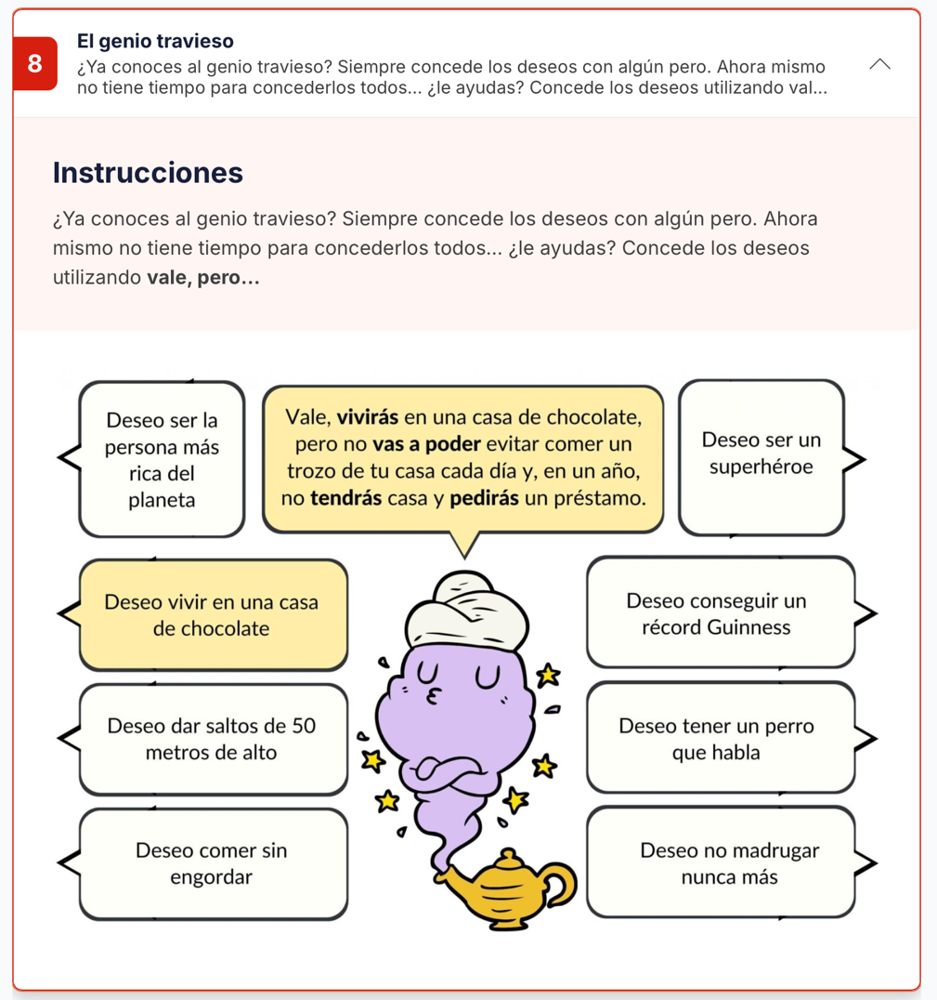 8
El genio travieso
¿Ya conoces al genio travieso? Siempre concede los deseos con algún pero. Ahora mismo
no tiene tiempo para concederlos todos... ¿le ayudas? Concede los deseos utilizando val...
Instrucciones
¿Ya conoces al genio travieso? Siempre concede los deseos con algún pero. Ahora
mismo no tiene tiempo para concederlos todos... ¿le ayudas? Concede los deseos
utilizando vale, pero...
Deseo ser la
persona más
rica del
planeta
Vale, vivirás en una casa de chocolate,
pero no vas a poder evitar comer un
trozo de tu casa cada día y, en un año,
no tendrás casa y pedirás un préstamo.
Deseo ser un
superhéroe
Deseo vivir en una casa
de chocolate
Deseo conseguir un
récord Guinness
Deseo dar saltos de 50
metros de alto
Deseo tener un perro
que habla
Deseo comer sin
engordar
Deseo no madrugar
nunca más